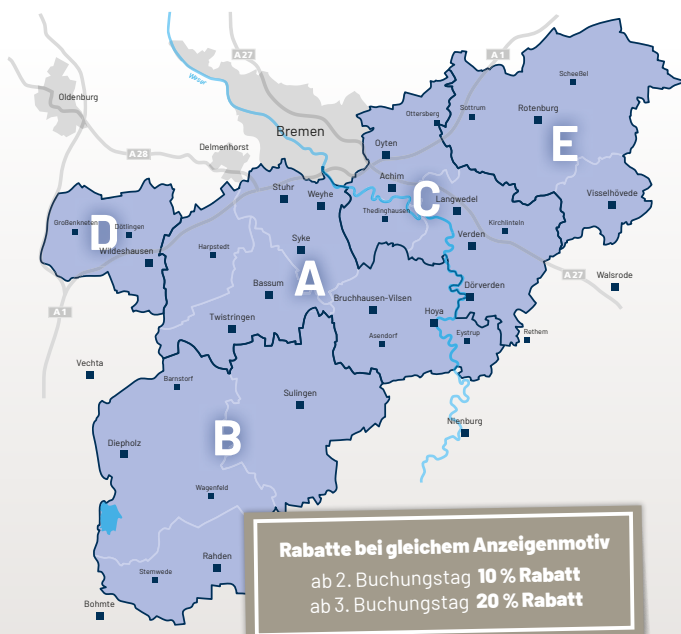 A27
A1
Scheeßel
Weser
Oldenburg
Sottrum
Rotenburg
Ottersberg
Bremen
E
Oyten
Delmenhorst
A28
Achim
Stuhr
Weyhe
C
Langwedel
Visselhövede
Thedinghausen
Großenkneten
D
Dötlingen
Kirchlinteln
Verden
Syke
Harpstedt
Wildeshausen
A
A27
Walsrode
Bassum
Dörverden
Bruchhausen-Vilsen
A1
Twistringen
Hoya
Eystrup
Rethem
Asendorf
Vechta
Barnstorf
Sulingen
Nienburg
B
Diepholz
Wagenfeld
Rahden
Stemwede
Bohmte
Rabatte bei gleichem Anzeigenmotiv
ab 2. Buchungstag 10 % Rabatt
ab 3. Buchungstag 20 % Rabatt